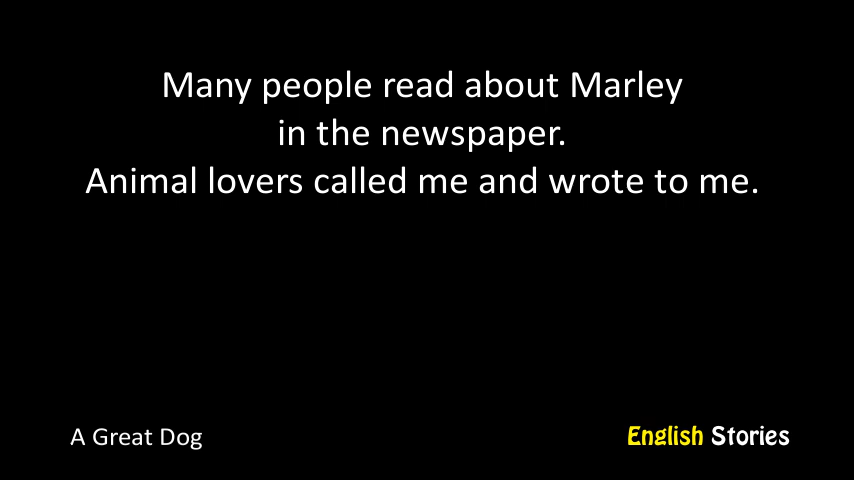 Many people read about Marley
in the newspaper.
Animal lovers called me and wrote to me.
A Great Dog
English Stories